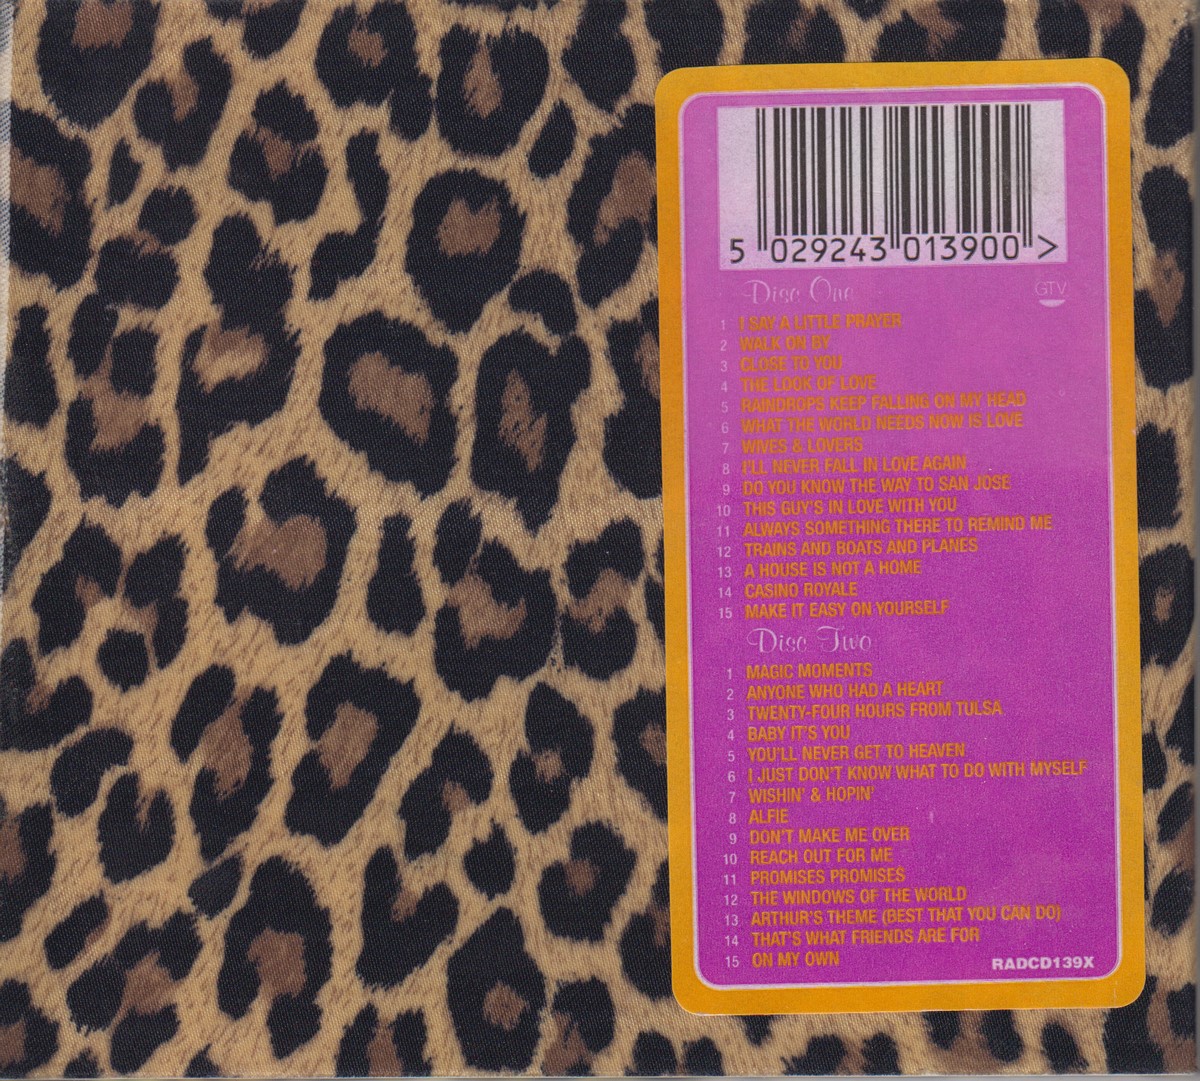 5 029243 013900 >
Disc One
GTV
1 I SAY A LITTLE PRAYER
2 WALK ON BY
3 CLOSE TO YOU
4 THE LOOK OF LOVE
5 RAINDROPS KEEP FALLING ON MY HEAD
6 WHAT THE WORLD NEEDS NOW IS LOVE
7 WIVES & LOVERS
8 I'LL NEVER FALL IN LOVE AGAIN
9 DO YOU KNOW THE WAY TO SAN JOSE
10 THIS GUY'S IN LOVE WITH YOU
11 ALWAYS SOMETHING THERE TO REMIND ME
12 TRAINS AND BOATS AND PLANES
13 A HOUSE IS NOT A HOME
14 CASINO ROYALE
15 MAKE IT EASY ON YOURSELF
Disc Two
1 MAGIC MOMENTS
2 ANYONE WHO HAD A HEART
3 TWENTY-FOUR HOURS FROM TULSA
4 BABY IT'S YOU
5 YOU'LL NEVER GET TO HEAVEN
6 I JUST DON'T KNOW WHAT TO DO WITH MYSELF
7 WISHIN' & HOPIN'
8 ALFIE
9 DON'T MAKE ME OVER
10 REACH OUT FOR ME
11 PROMISES PROMISES
12 THE WINDOWS OF THE WORLD
13 ARTHUR'S THEME (BEST THAT YOU CAN DO)
14 THAT'S WHAT FRIENDS ARE FOR
15 ON MY OWN
RADCD139X